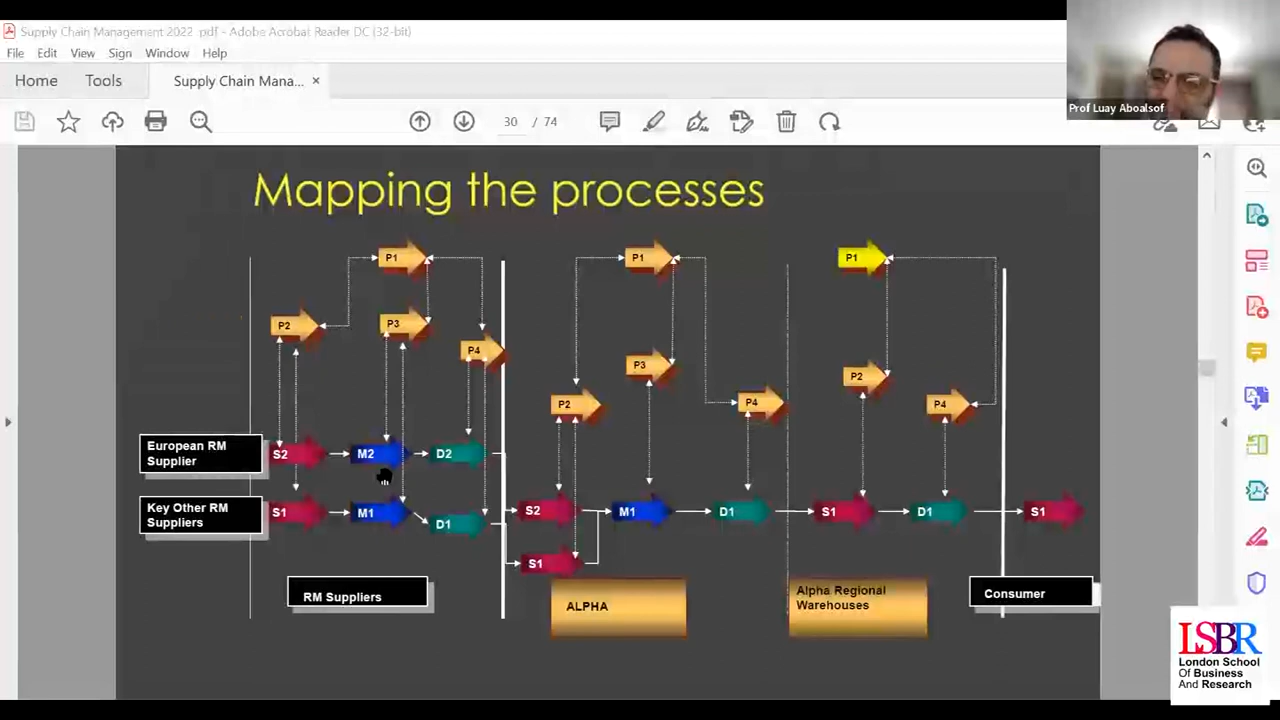 Supply Chain Management 2022 .pdf - Adobe Acrobat Reader DC (32-bit)
File Edit View Sign Window Help
Home Tools Supply Chain Mana... ×
30 / 74
Prof Luay Aboalsof
Mapping the processes
P1 P1 P1
P2 P3 P4
P3 P2
P2 P4 P4
European RM
Supplier
S2 M2 D2
Key Other RM
Suppliers
S1 M1 D1
S2 M1 D1 S1 D1 S1
S1
RM Suppliers
ALPHA
Alpha Regional
Warehouses
Consumer
LSBR
London School
Of Business
And Research